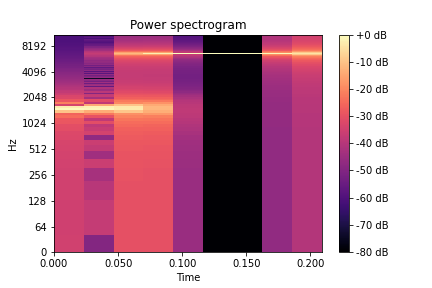 Power spectrogram
8192
4096
2048
1024
512
256
128
64
0
Hz
0.000 0.050 0.100 0.150 0.200
Time
+0 dB
-10 dB
-20 dB
-30 dB
-40 dB
-50 dB
-60 dB
-70 dB
-80 dB